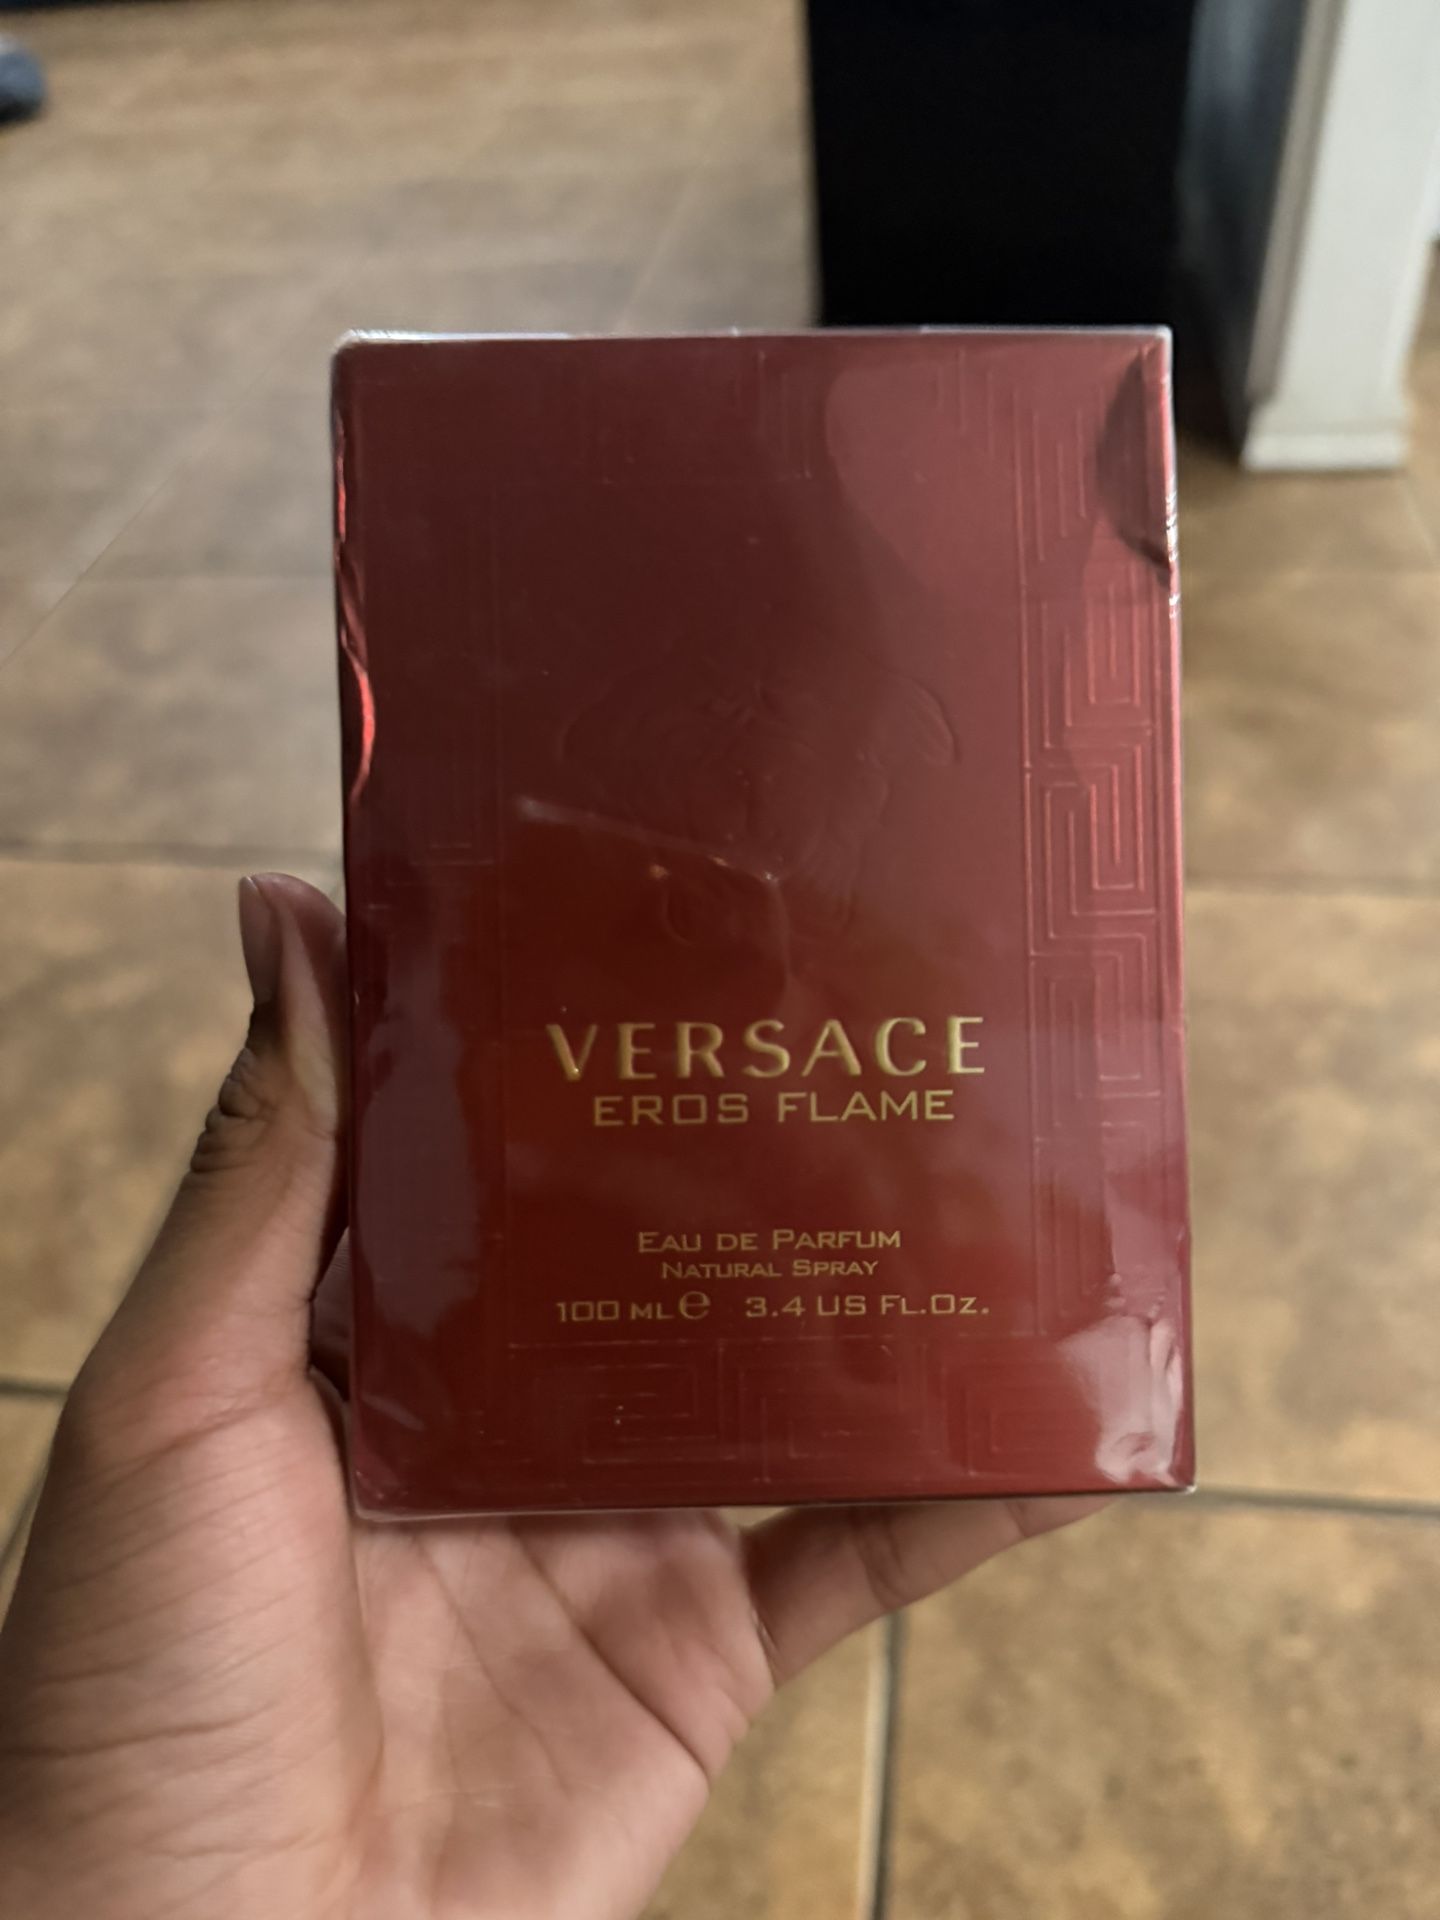 VERSACE
EROS FLAME
EAU DE PARFUM
NATURAL SPRAY
100 ML ℮ 3.4 US FL.OZ.